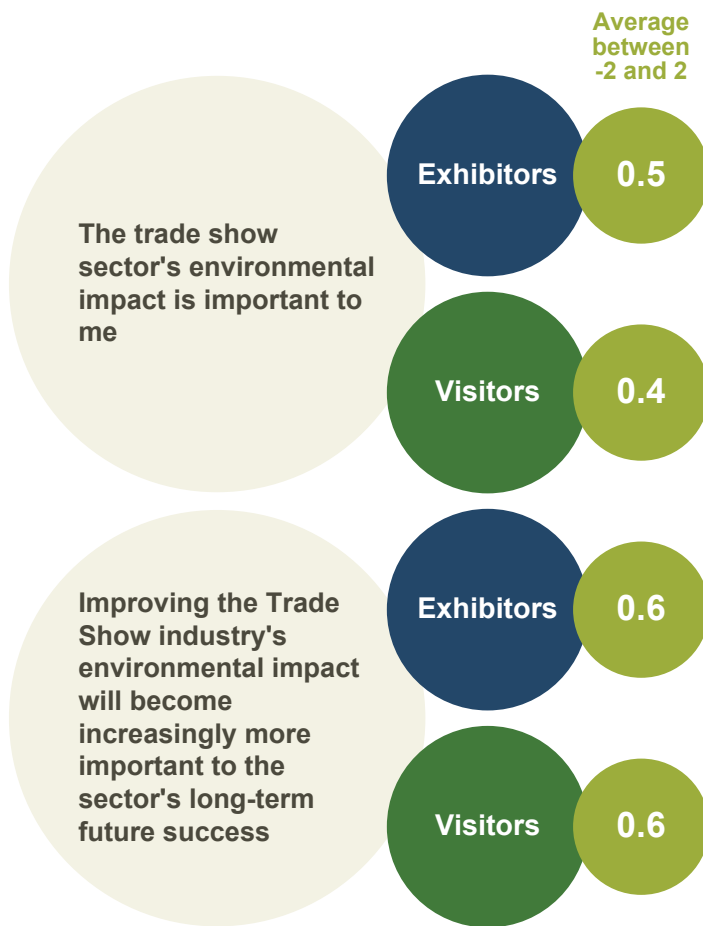 Average
between
-2 and 2
The trade show
sector's environmental
impact is important to
me
Exhibitors
0.5
Visitors
0.4
Improving the Trade
Show industry's
environmental impact
will become
increasingly more
important to the
sector's long-term
future success
Exhibitors
0.6
Visitors
0.6